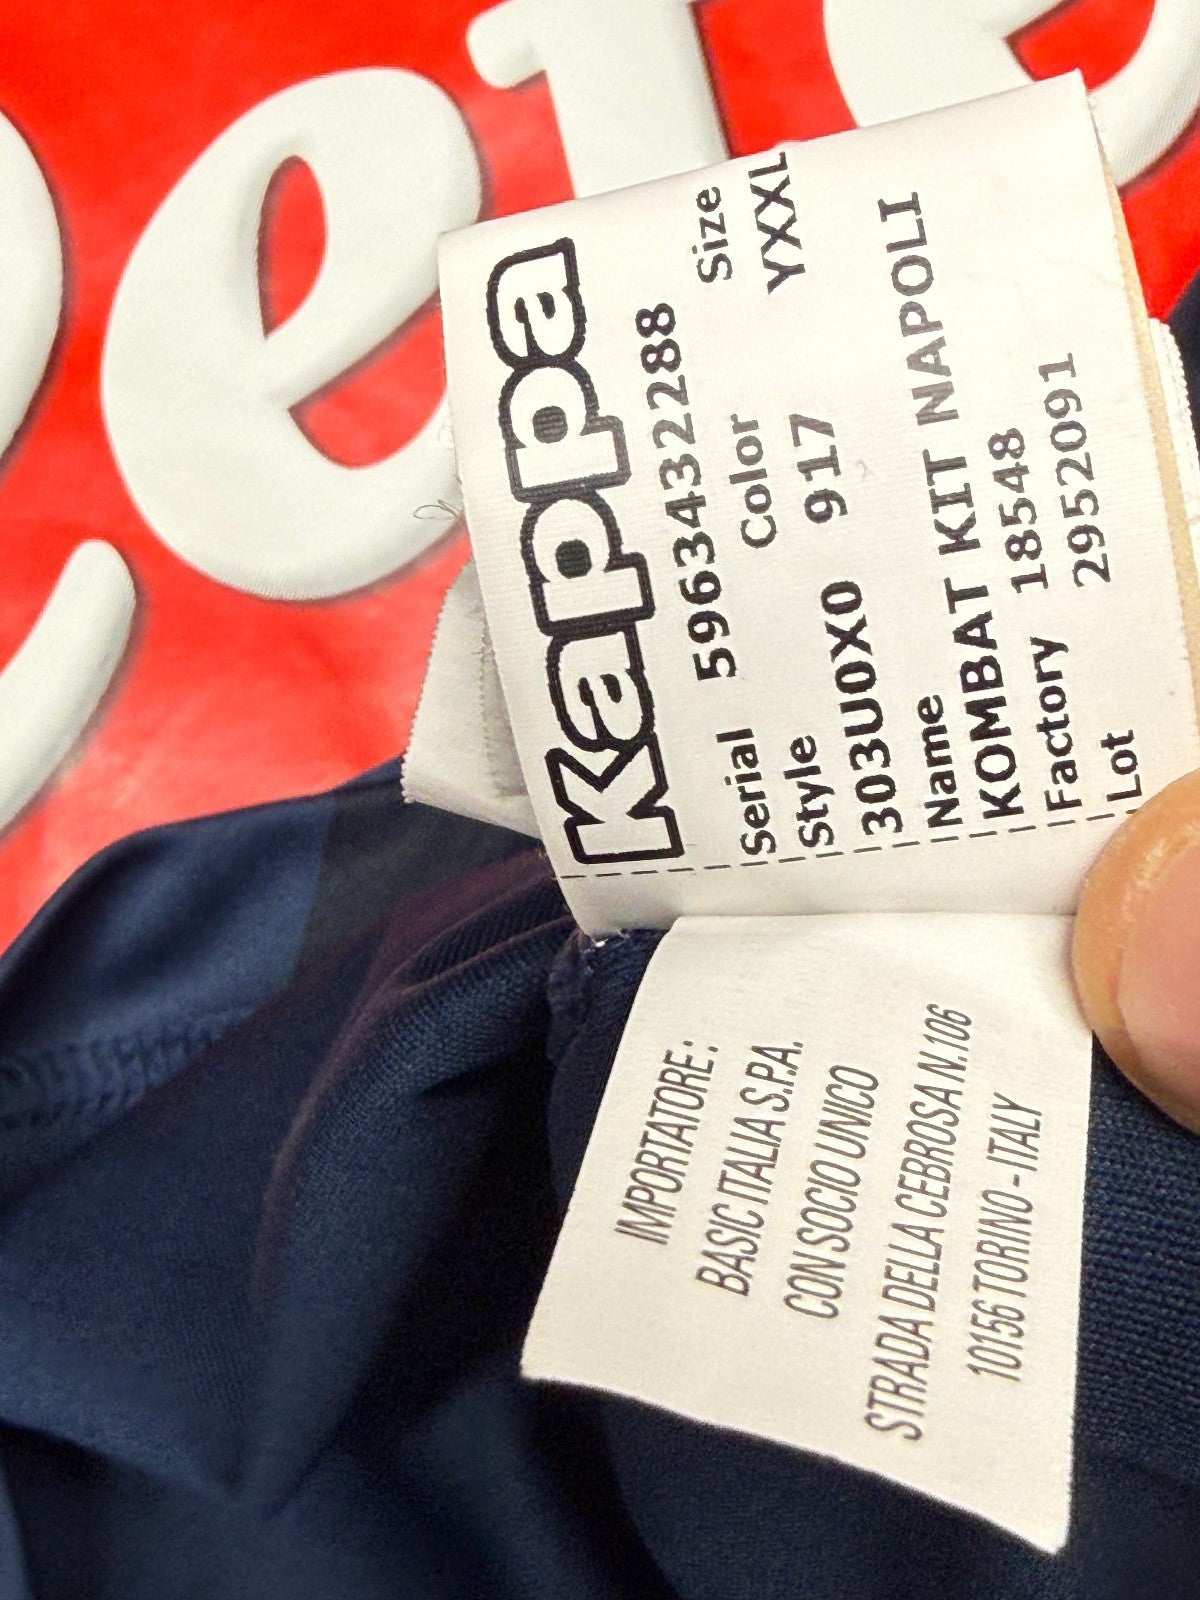 ete
Kappa
Serial 5963432288
Style Color Size
303U0X0 917 YXXL
Name
KOMBAT KIT NAPOLI
Factory 18548
Lot 2952091
IMPORTATORE:
BASIC ITALIA S.P.A.
CON SOCIO UNICO
STRADA DELLA CEBROSA N.106
10156 TORINO - ITALY